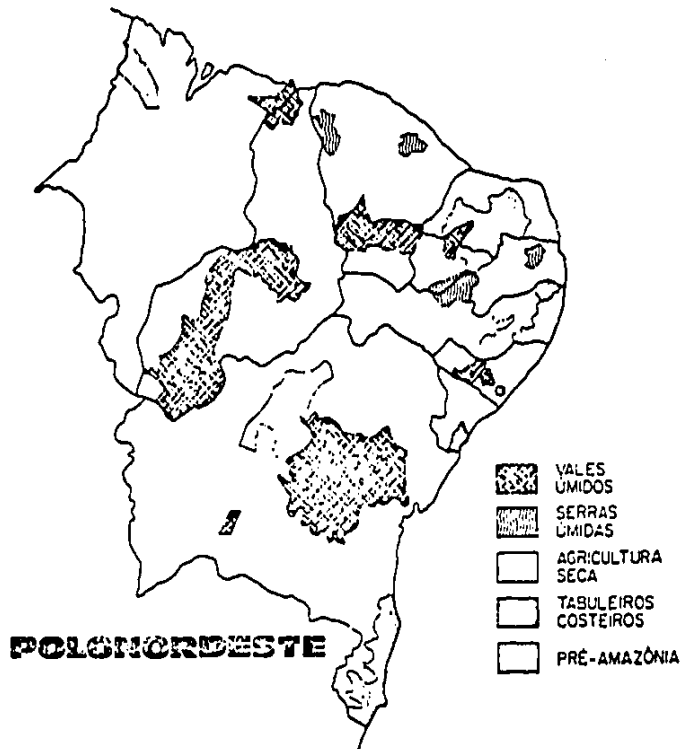 VALES
ÚMIDOS
SERRAS
ÚMIDAS
AGRICULTURA
SECA
TABULEIROS
COSTEIROS
PRÉ-AMAZÔNIA
POLONORDESTE